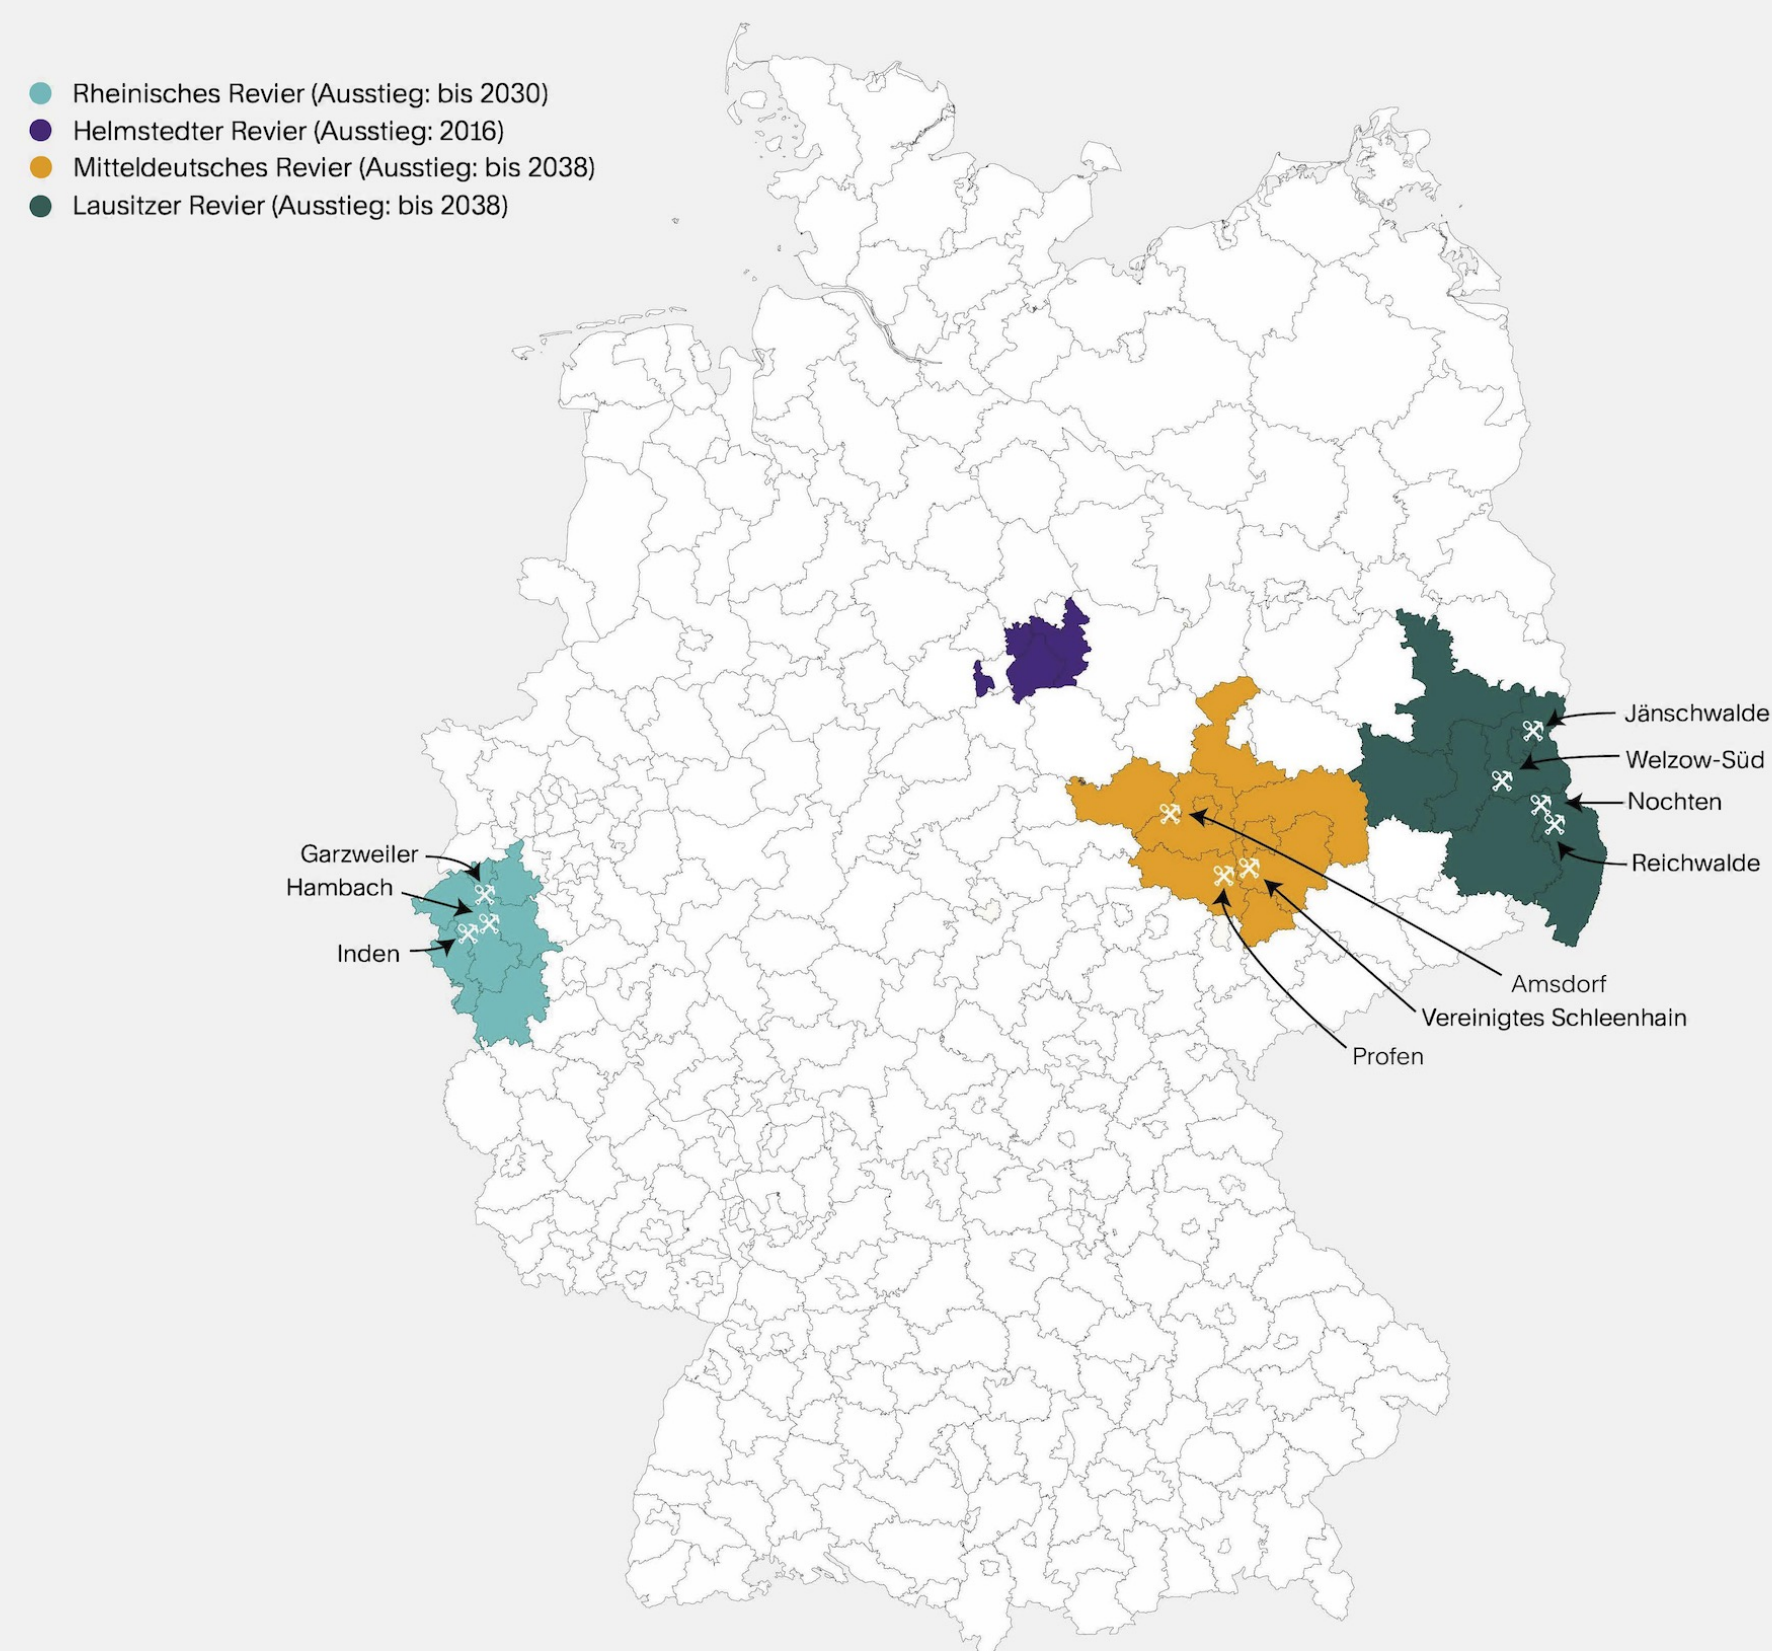 Rheinisches Revier (Ausstieg: bis 2030)
Helmstedter Revier (Ausstieg: 2016)
Mitteldeutsches Revier (Ausstieg: bis 2038)
Lausitzer Revier (Ausstieg: bis 2038)
Jänschwalde
Welzow-Süd
Nochten
Reichwalde
Garzweiler
Hambach
Inden
Amsdorf
Vereinigtes Schleenhain
Profen